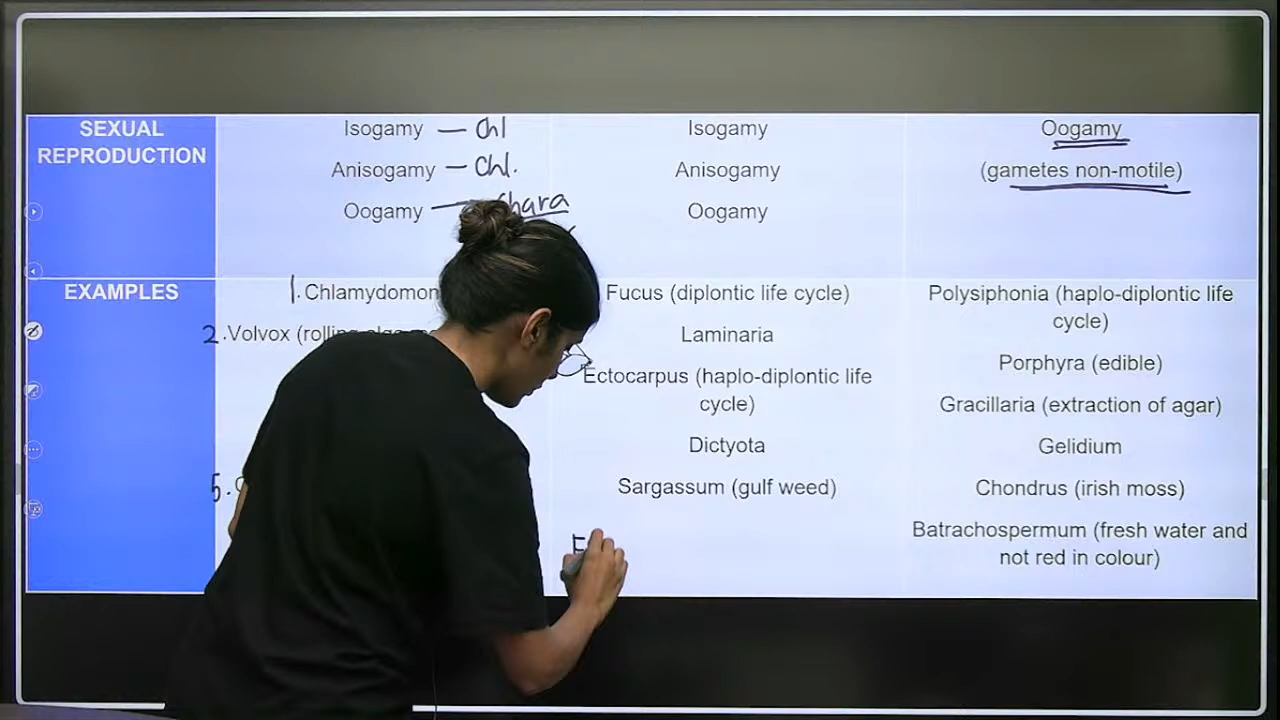 SEXUAL REPRODUCTION
Isogamy — Chl
Anisogamy — Chl.
Oogamy — Chara
Isogamy
Anisogamy
Oogamy
Oogamy
(gametes non-motile)
EXAMPLES
1. Chlamydomon
2. Volvox (rolling
5.
Fucus (diplontic life cycle)
Laminaria
Ectocarpus (haplo-diplontic life
cycle)
Dictyota
Sargassum (gulf weed)
Polysiphonia (haplo-diplontic life
cycle)
Porphyra (edible)
Gracillaria (extraction of agar)
Gelidium
Chondrus (irish moss)
Batrachospermum (fresh water and
not red in colour)